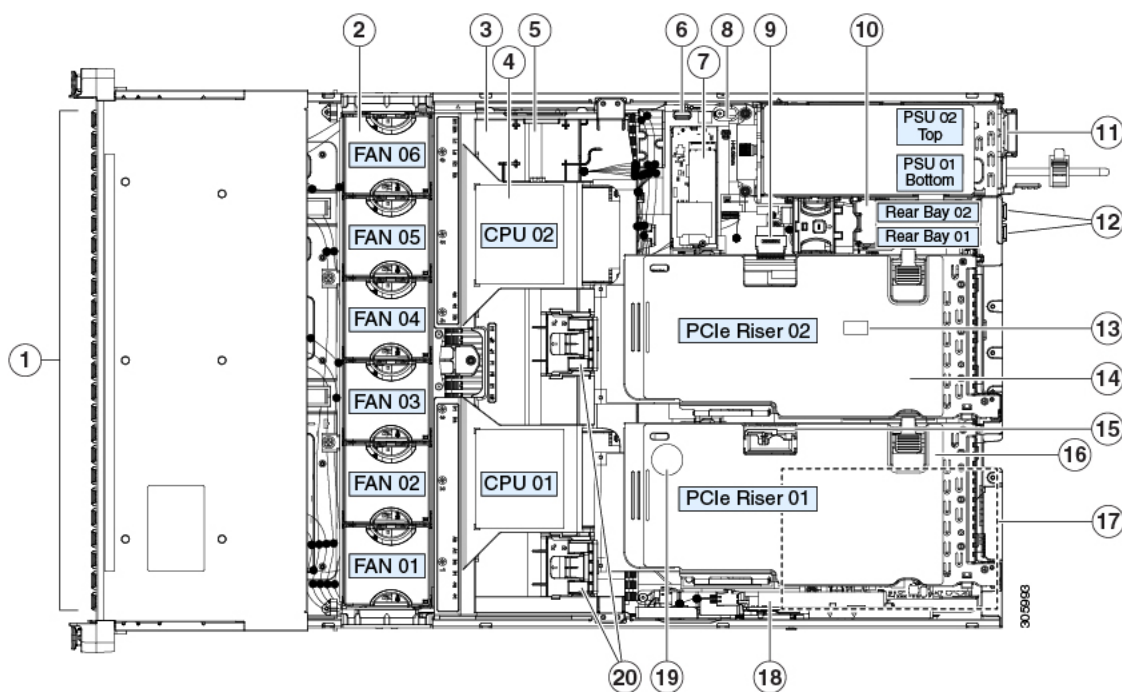 2
3
4
5
6
7
8
9
10
PSU 02
Top
11
PSU 01
Bottom
FAN 06
Rear Bay 02
Rear Bay 01
12
FAN 05
CPU 02
FAN 04
PCIe Riser 02
13
1
14
FAN 03
15
16
FAN 02
CPU 01
PCIe Riser 01
17
FAN 01
305993
20
19
18